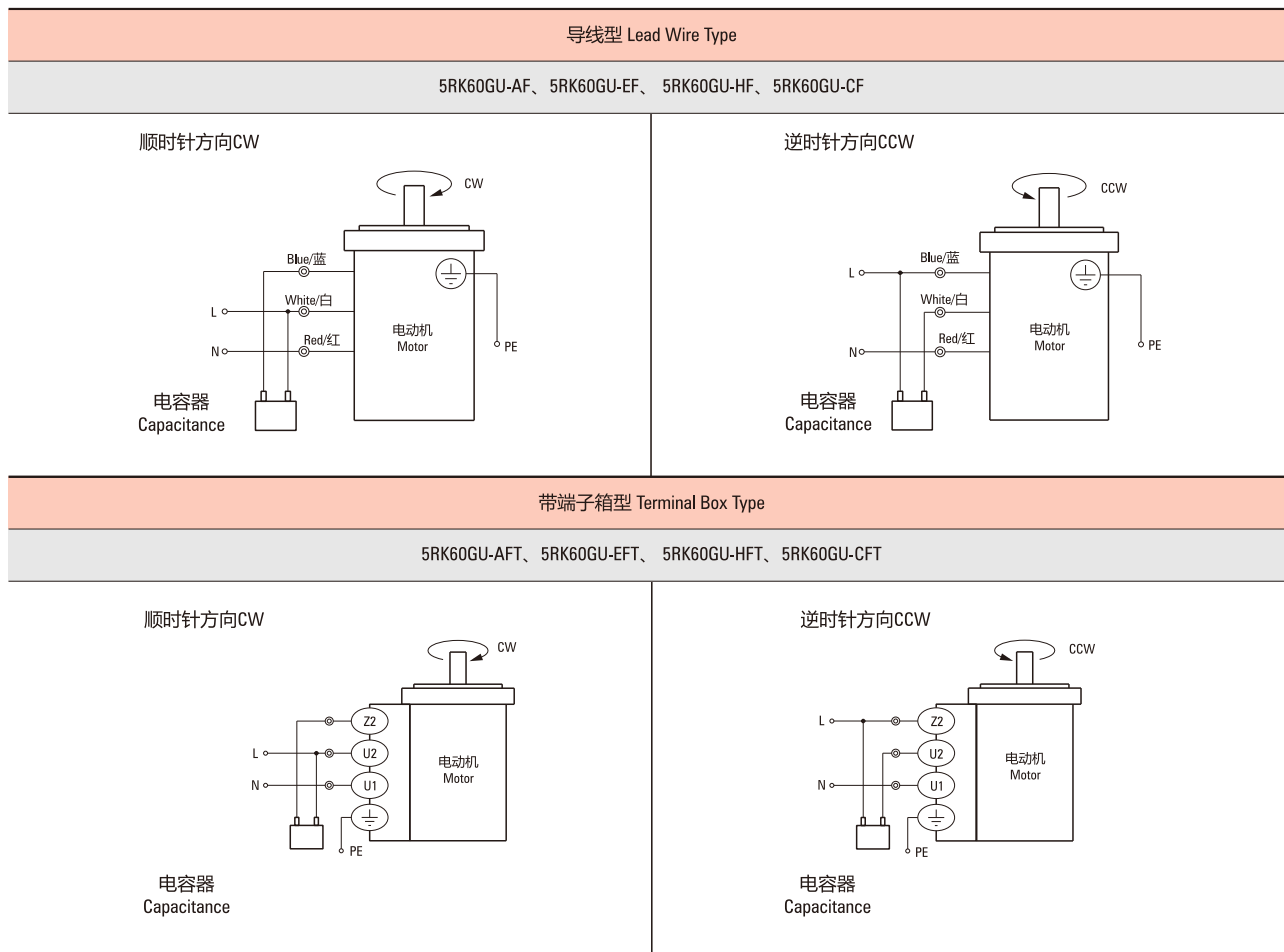 导线型 Lead Wire Type
5RK60GU-AF、5RK60GU-EF、 5RK60GU-HF、5RK60GU-CF
顺时针方向CW
CW
Blue/蓝
White/白
L
Red/红
N
电动机
Motor
PE
电容器
Capacitance
逆时针方向CCW
CCW
Blue/蓝
L
White/白
Red/红
N
电动机
Motor
PE
电容器
Capacitance
带端子箱型 Terminal Box Type
5RK60GU-AFT、5RK60GU-EFT、 5RK60GU-HFT、5RK60GU-CFT
顺时针方向CW
CW
Z2
L
U2
N
U1
电动机
Motor
PE
电容器
Capacitance
逆时针方向CCW
CCW
L
Z2
U2
N
U1
电动机
Motor
PE
电容器
Capacitance